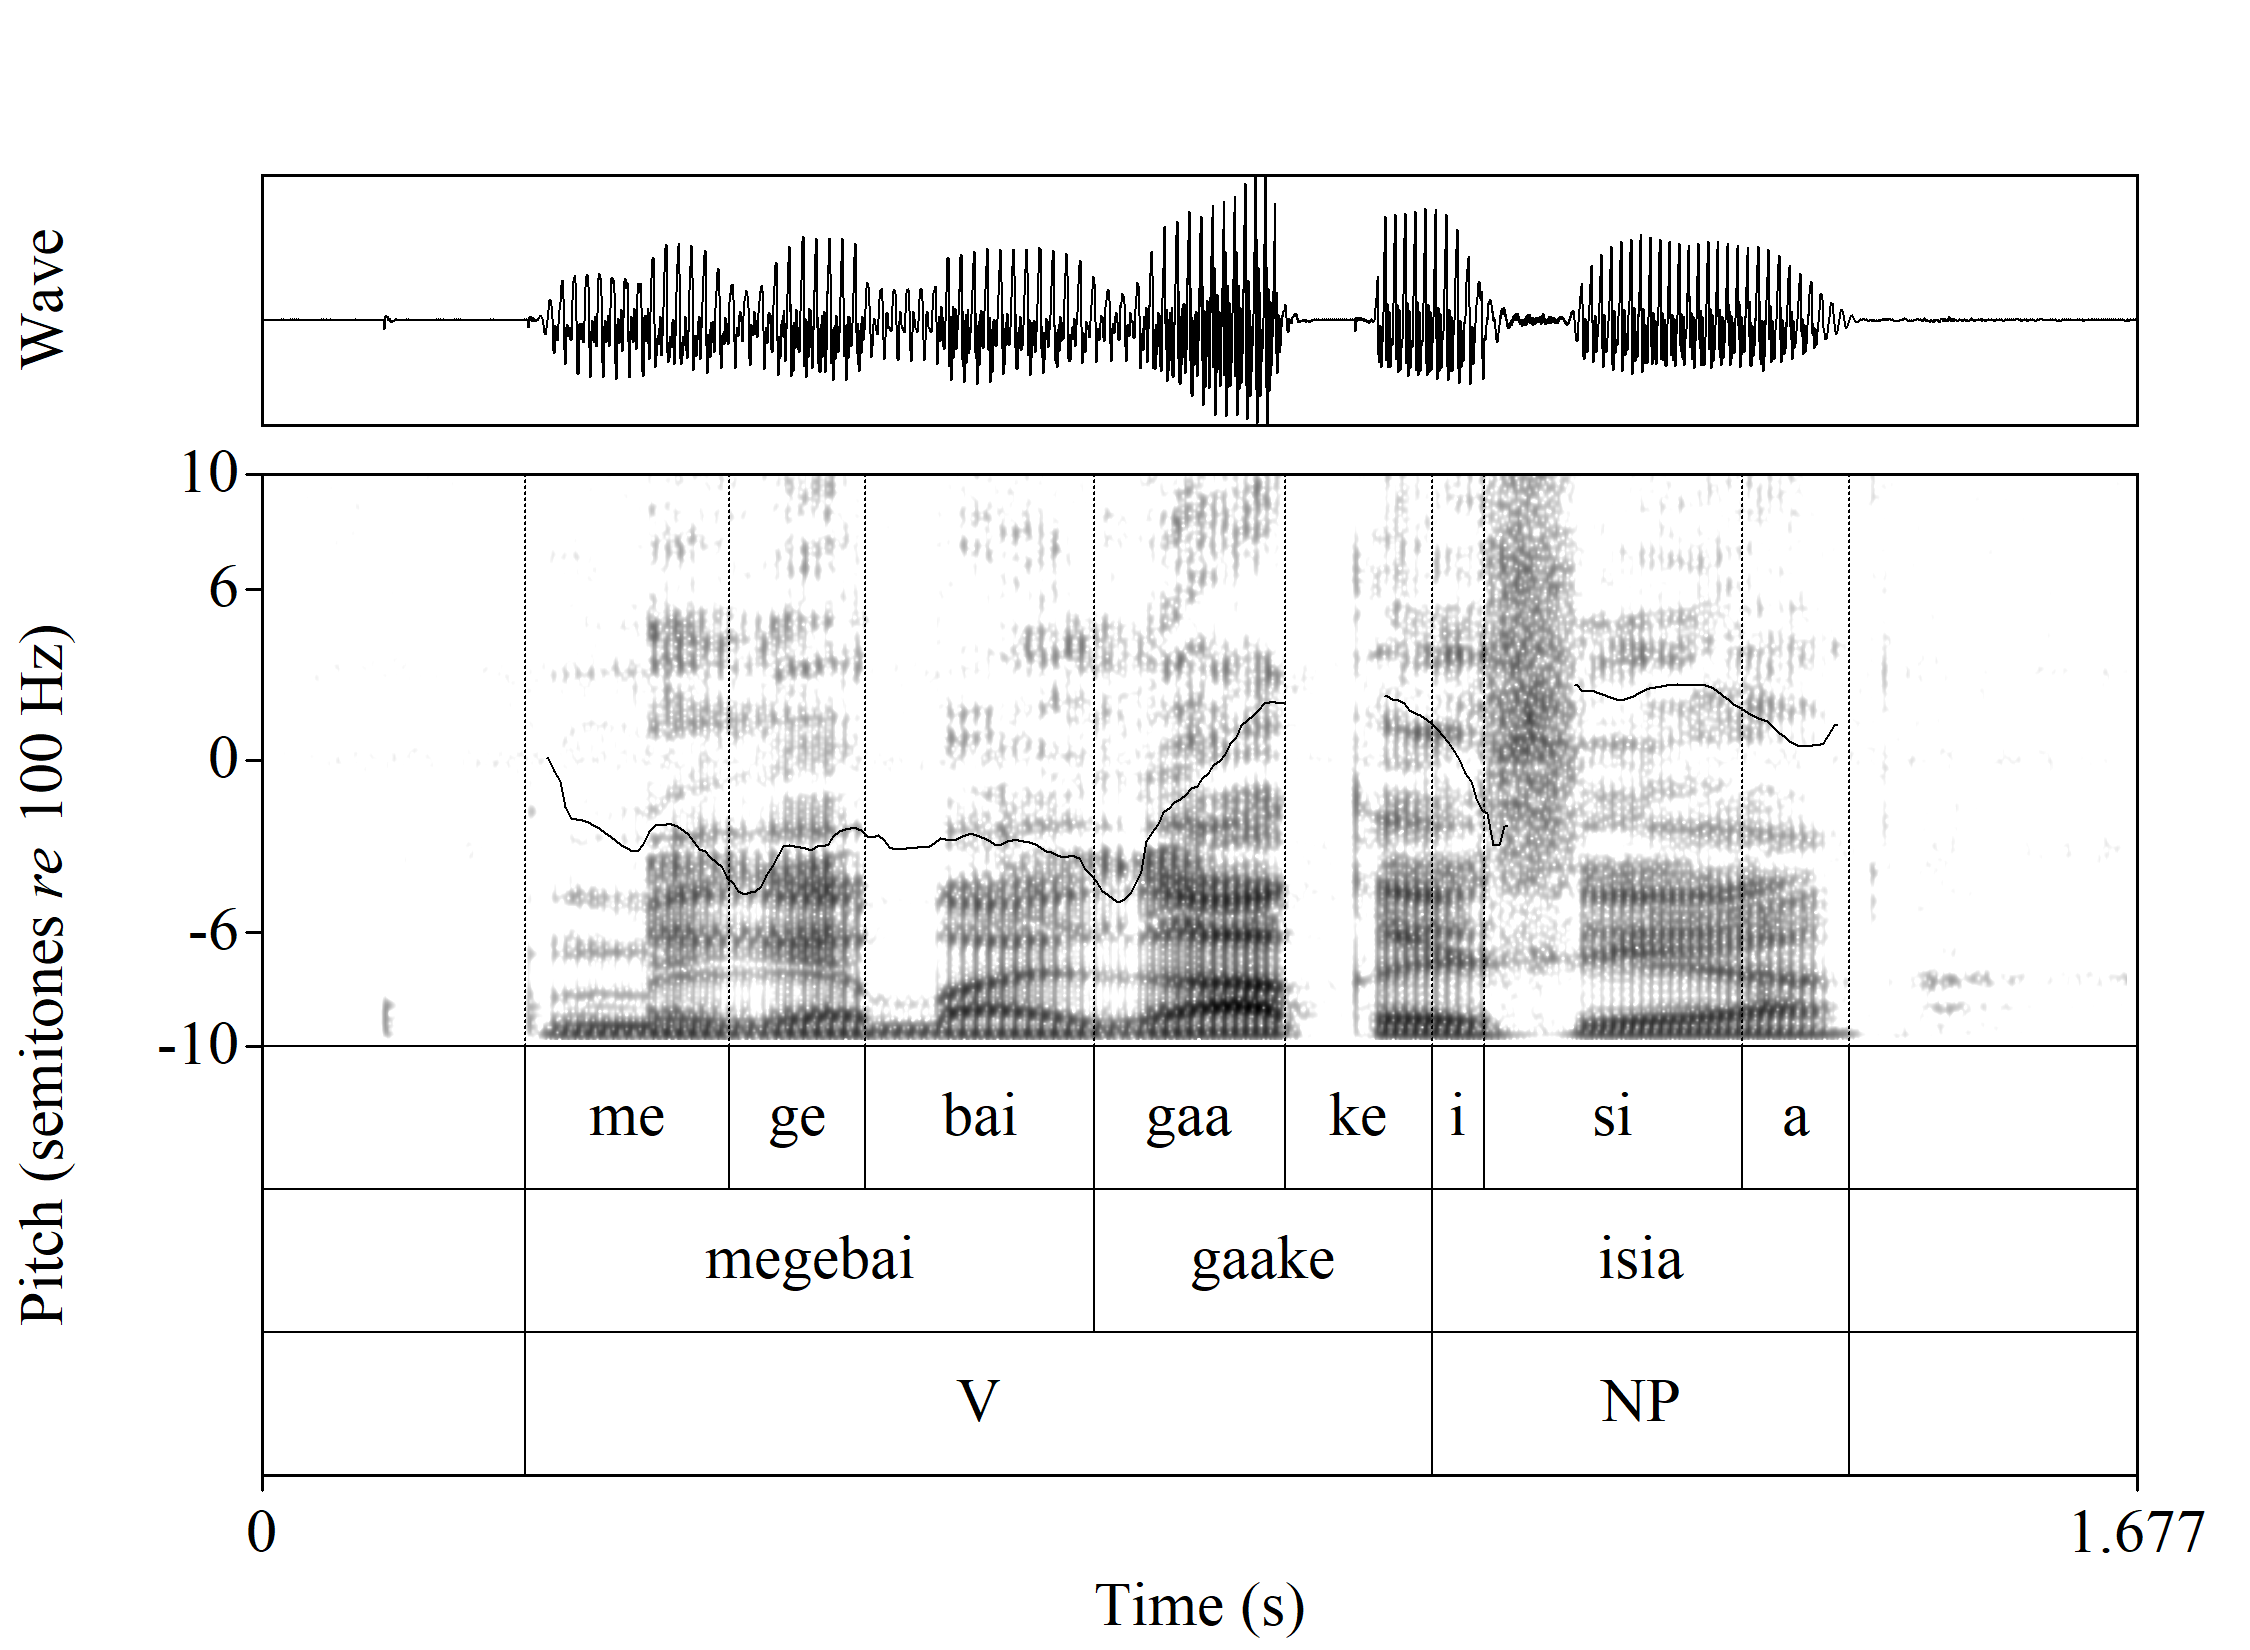 Wave
Pitch (semitones re 100 Hz)
10
6
0
-6
-10
me ge bai gaa ke i si a
megebai gaake isia
V NP
0 1.677
Time (s)